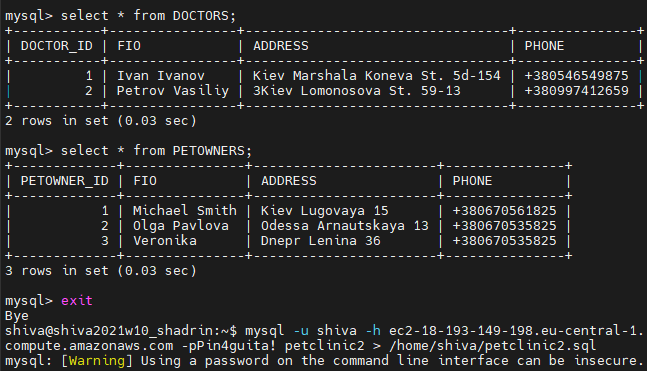 mysql> select * from DOCTORS;
+-----------+---------------+----------------------------------+---------------+
| DOCTOR_ID | FIO | ADDRESS | PHONE |
+-----------+---------------+----------------------------------+---------------+
| 1 | Ivan Ivanov | Kiev Marshala Koneva St. 5d-154 | +380546549875 |
| 2 | Petrov Vasiliy | 3Kiev Lomonosova St. 59-13 | +380997412659 |
+-----------+---------------+----------------------------------+---------------+
2 rows in set (0.03 sec)
mysql> select * from PETOWNERS;
+-------------+---------------+----------------------+---------------+
| PETOWNER_ID | FIO | ADDRESS | PHONE |
+-------------+---------------+----------------------+---------------+
| 1 | Michael Smith | Kiev Lugovaya 15 | +380670561825 |
| 2 | Olga Pavlova | Odessa Arnautskaya 13 | +380670535825 |
| 3 | Veronika | Dnepr Lenina 36 | +380670535825 |
+-------------+---------------+----------------------+---------------+
3 rows in set (0.03 sec)
mysql> exit
Bye
shiva@shiva2021w10_shadrin:~$ mysql -u shiva -h ec2-18-193-149-198.eu-central-1.
compute.amazonaws.com -pPin4guita! petclinic2 > /home/shiva/petclinic2.sql
mysql: [Warning] Using a password on the command line interface can be insecure.